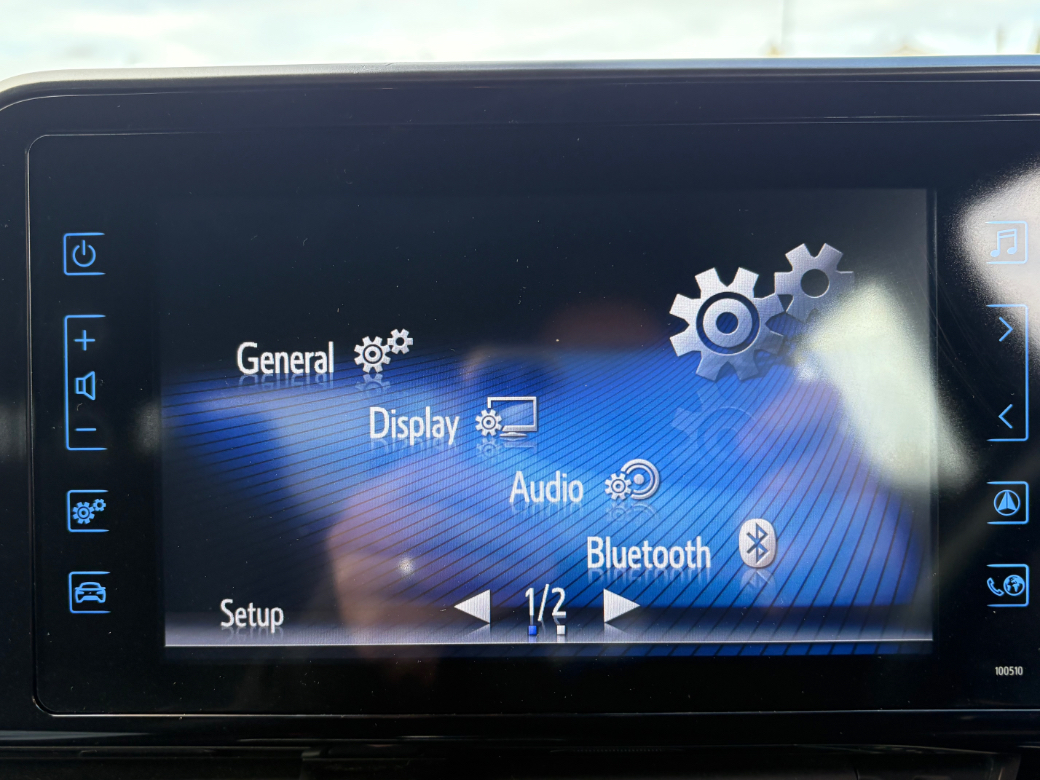 General
Display
Audio
Bluetooth
Setup
1/2
100510